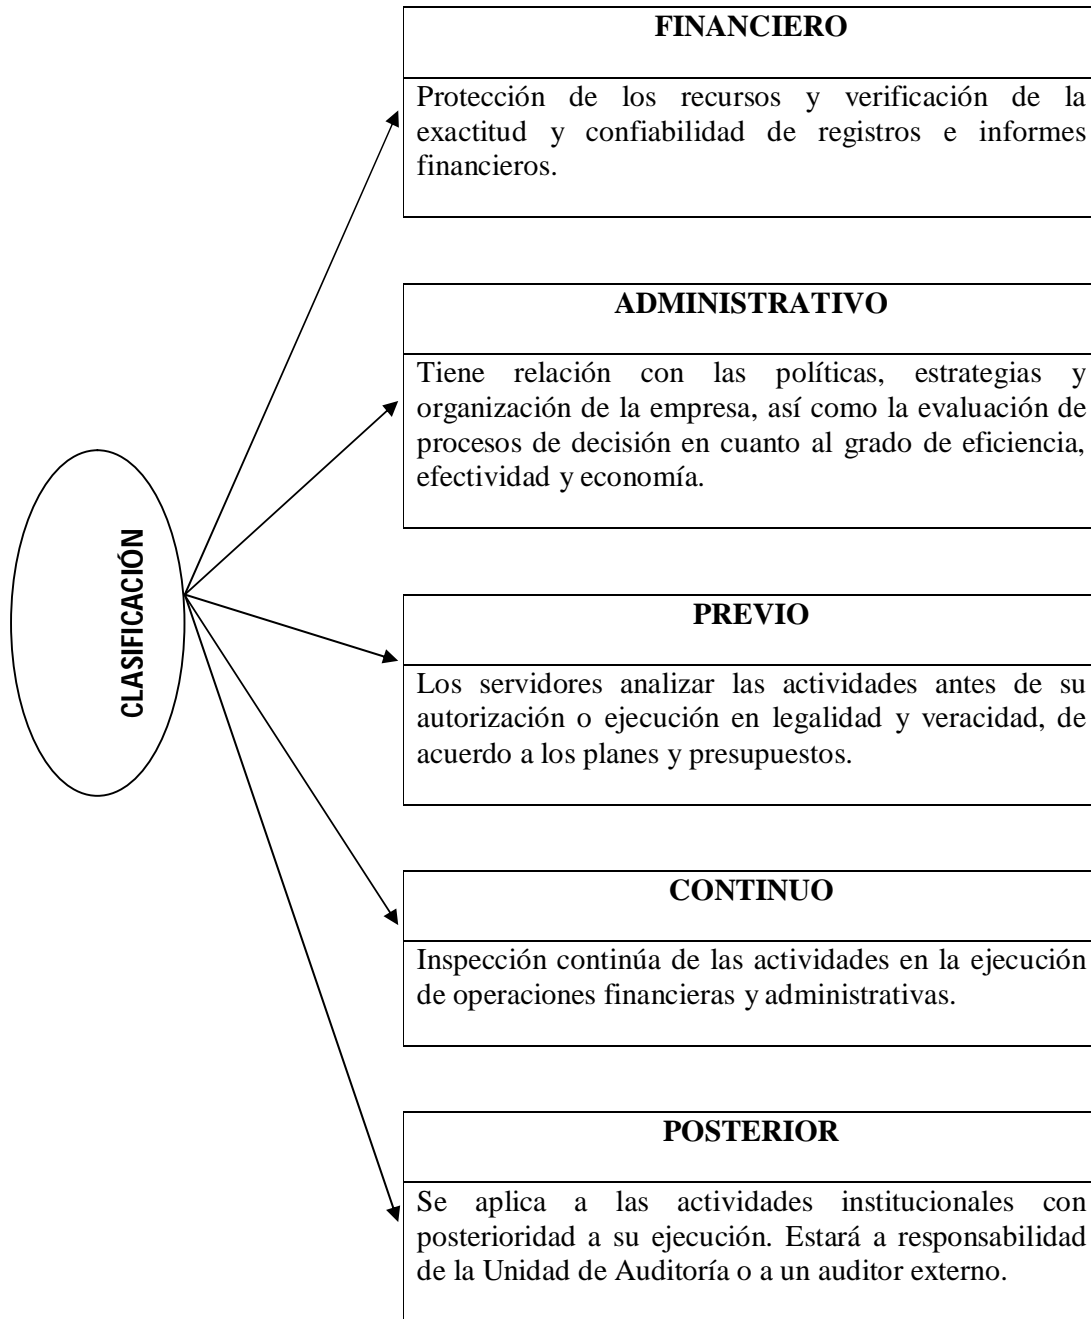 FINANCIERO
Protección de los recursos y verificación de la
exactitud y confiabilidad de registros e informes
financieros.
ADMINISTRATIVO
Tiene relación con las políticas, estrategias y
organización de la empresa, así como la evaluación de
procesos de decisión en cuanto al grado de eficiencia,
efectividad y economía.
CLASIFICACIÓN
PREVIO
Los servidores analizar las actividades antes de su
autorización o ejecución en legalidad y veracidad, de
acuerdo a los planes y presupuestos.
CONTINUO
Inspección continúa de las actividades en la ejecución
de operaciones financieras y administrativas.
POSTERIOR
Se aplica a las actividades institucionales con
posterioridad a su ejecución. Estará a responsabilidad
de la Unidad de Auditoría o a un auditor externo.